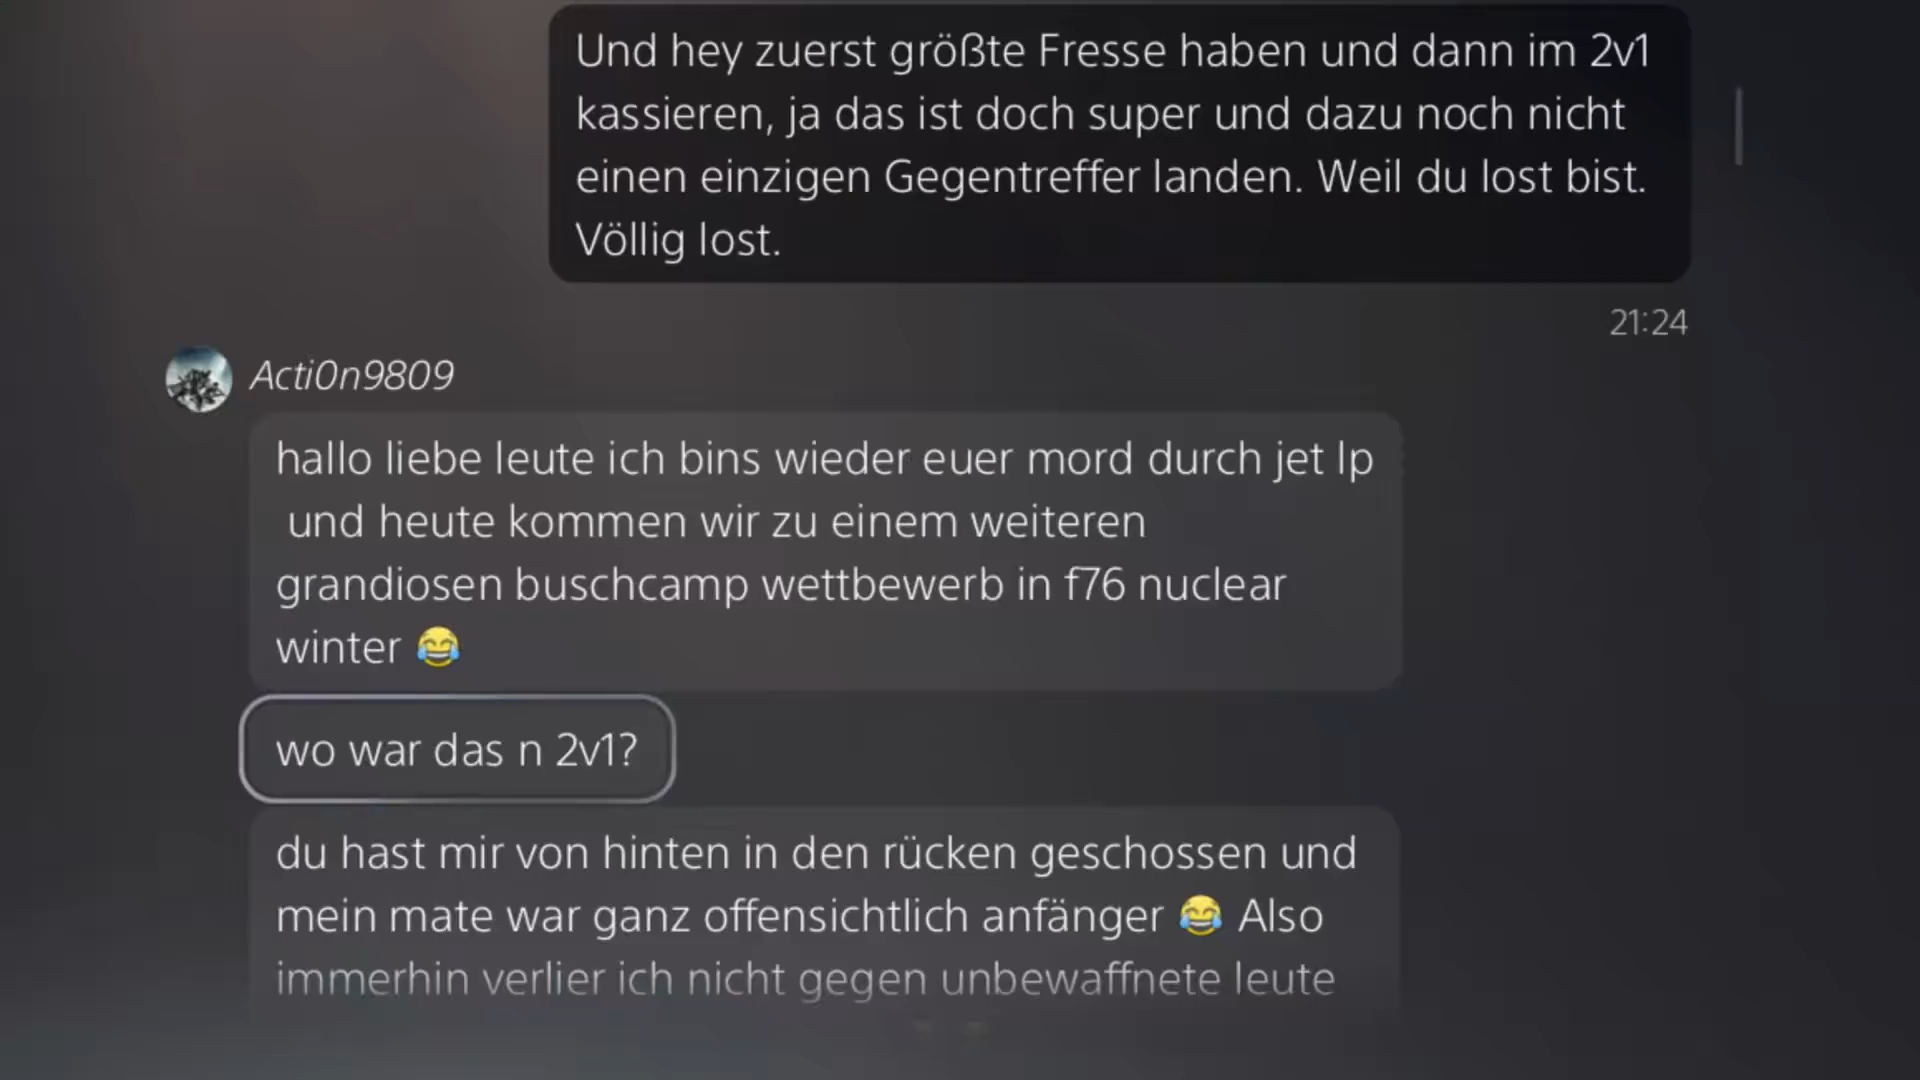 Und hey zuerst größte Fresse haben und dann im 2v1
kassieren, ja das ist doch super und dazu noch nicht
einen einzigen Gegentreffer landen. Weil du lost bist.
Völlig lost.
21:24
Acti0n9809
hallo liebe leute ich bins wieder euer mord durch jet lp
und heute kommen wir zu einem weiteren
grandiosen buschcamp wettbewerb in f76 nuclear
winter 😂
wo war das n 2v1?
du hast mir von hinten in den rücken geschossen und
mein mate war ganz offensichtlich anfänger 😂 Also
immerhin verlier ich nicht gegen unbewaffnete leute